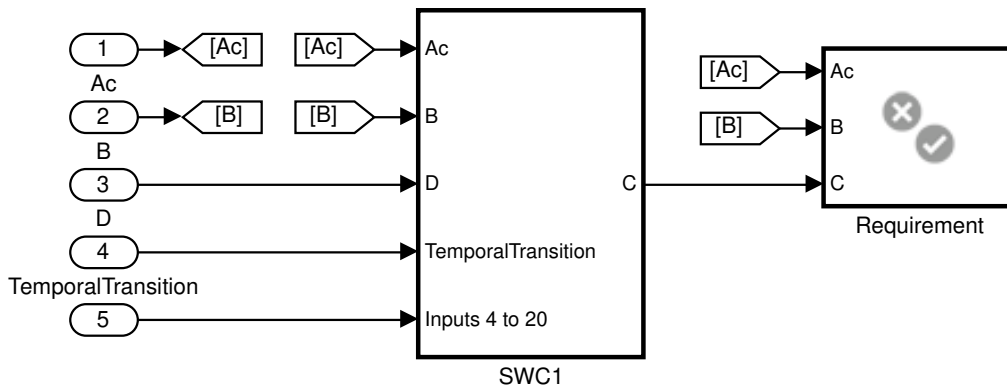 1
[Ac]
[Ac]
Ac
[Ac]
Ac
Ac
2
[B]
[B]
B
[B]
B
B
3
D
C
C
D
Requirement
4
TemporalTransition
TemporalTransition
5
Inputs 4 to 20
SWC1